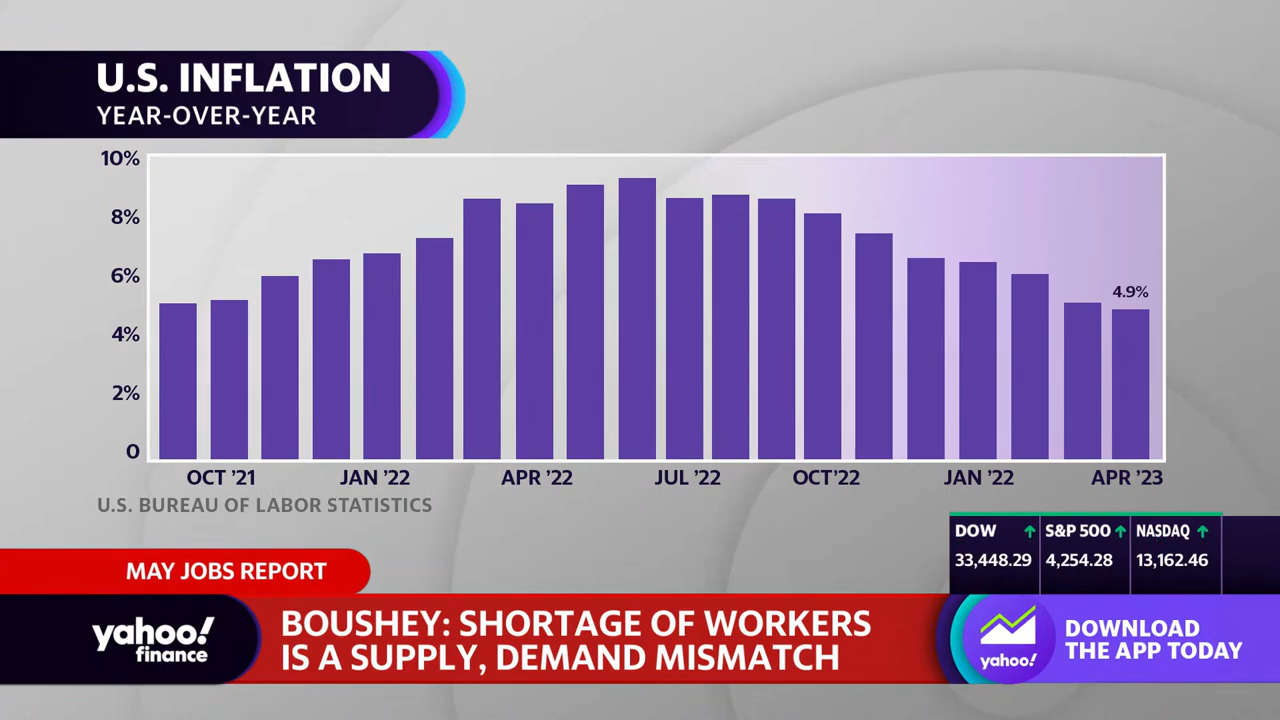 U.S. INFLATION
YEAR-OVER-YEAR
10%
8%
6%
4%
2%
0
4.9%
OCT ’21
JAN ’22
APR ’22
JUL ’22
OCT’22
JAN ’22
APR ’23
U.S. BUREAU OF LABOR STATISTICS
DOW
33,448.29
S&P 500
4,254.28
NASDAQ
13,162.46
MAY JOBS REPORT
yahoo!
finance
BOUSHEY: SHORTAGE OF WORKERS
IS A SUPPLY, DEMAND MISMATCH
yahoo!
DOWNLOAD
THE APP TODAY